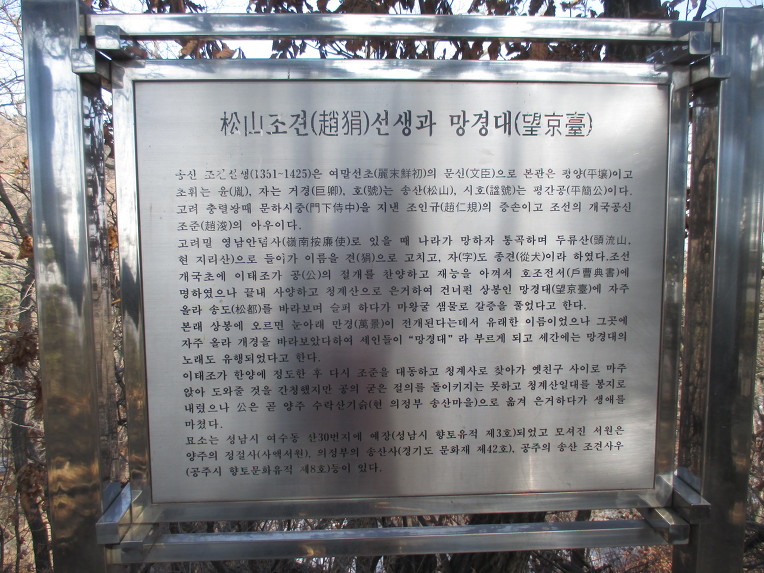 松山조견(趙狷)선생과 망경대(望京臺)
송산 조견선생(1351~1425)은 여말선초(麗末鮮初)의 문신(文臣)으로 본관은 평양(平壤)이고
초휘는 윤(胤), 자는 거경(巨卿), 호(號)는 송산(松山), 시호(諡號)는 평간공(平簡公)이다.
고려 충렬왕때 문하시중(門下侍中)을 지낸 조인규(趙仁規)의 증손이고 조선의 개국공신
조준(趙浚)의 아우이다.
고려말 영남안렴사(嶺南按廉使)로 있을 때 나라가 망하자 통곡하며 두류산(頭流山,
현 지리산)으로 들어가 이름을 견(狷)으로 고치고, 자(字)도 종견(從犬)이라 하였다.조선
개국초에 이태조가 공(公)의 절개를 찬양하고 재능을 아껴서 호조전서(戶曹典書)에
명하였으나 끝내 사양하고 청계산으로 은거하여 건너편 상봉인 망경대(望京臺)에 자주
올라 송도(松都)를 바라보며 슬퍼 하다가 마왕굴 샘물로 갈증을 풀었다고 한다.
본래 상봉에 오르면 눈아래 만경(萬景)이 전개된다는데서 유래한 이름이었으나 그곳에
자주 올라 개경을 바라보았다하여 세인들이 “망경대” 라 부르게 되고 세간에는 망경대의
노래도 유행되었다고 한다.
이태조가 한양에 정도한 후 다시 조준을 대동하고 청계사로 찾아가 옛친구 사이로 마주
앉아 도와줄 것을 간청했지만 공의 굳은 절의를 돌이키지는 못하고 청계산일대를 봉지로
내렸으나 公은 곧 양주 수락산기슭(현 의정부 송산마을)으로 옮겨 은거하다가 생애를
마쳤다.
묘소는 성남시 여수동 산30번지에 예장(성남시 향토유적 제3호)되었고 모셔진 서원은
양주의 정절사(사액서원), 의정부의 송산사(경기도 문화재 제42호), 공주의 송산 조견사우
(공주시 향토문화유적 제8호)등이 있다.